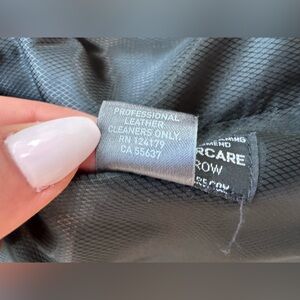 PROFESSIONAL
LEATHER
CLEANERS ONLY.
RN 124179
CA 55637
RCARE
ROW